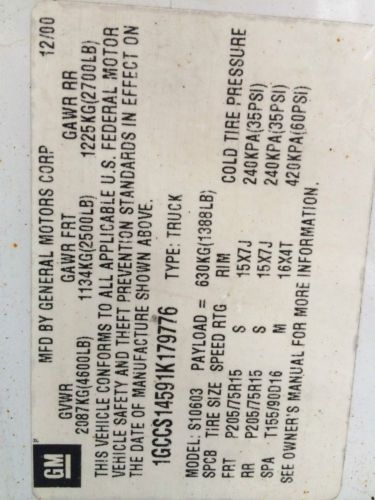 GM
MFD BY GENERAL MOTORS CORP 12/00
GVWR GAWR FRT GAWR RR
2087KG(4600LB) 1134KG(2500LB) 1225KG(2700LB)
THIS VEHICLE CONFORMS TO ALL APPLICABLE U.S. FEDERAL MOTOR
VEHICLE SAFETY AND THEFT PREVENTION STANDARDS IN EFFECT ON
THE DATE OF MANUFACTURE SHOWN ABOVE.
1GCCS14591K179776 TYPE: TRUCK
MODEL: S10603 PAYLOAD = 630KG(1388LB)
SPCB TIRE SIZE SPEED RTG RIM COLD TIRE PRESSURE
FRT P205/75R15 S 15X7J 240KPA(35PSI)
RR P205/75R15 S 15X7J 240KPA(35PSI)
SPA T155/90D16 M 16X4T 420KPA(60PSI)
SEE OWNER'S MANUAL FOR MORE INFORMATION.